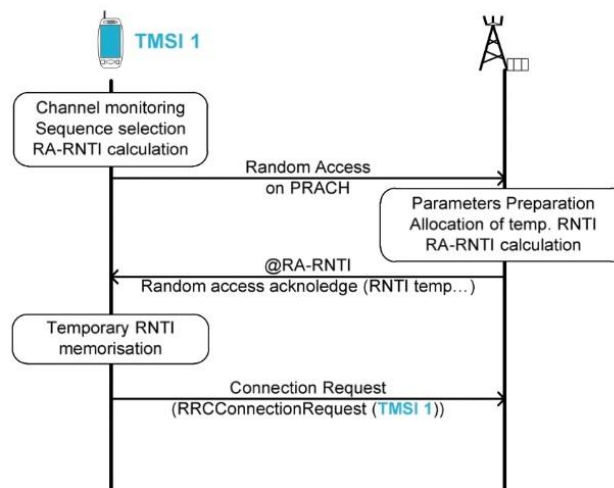 TMSI 1
Channel monitoring
Sequence selection
RA-RNTI calculation
Random Access
on PRACH
Parameters Preparation
Allocation of temp. RNTI
RA-RNTI calculation
@RA-RNTI
Random access acknoledge (RNTI temp...)
Temporary RNTI
memorisation
Connection Request
(RRCConnectionRequest (TMSI 1))